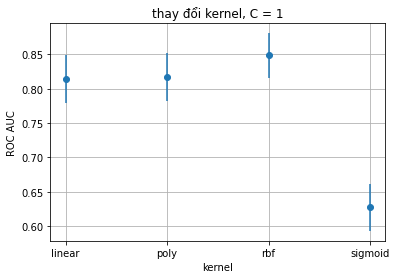 thay đổi kernel, C = 1
ROC AUC
0.85
0.80
0.75
0.70
0.65
0.60
linear poly rbf sigmoid
kernel